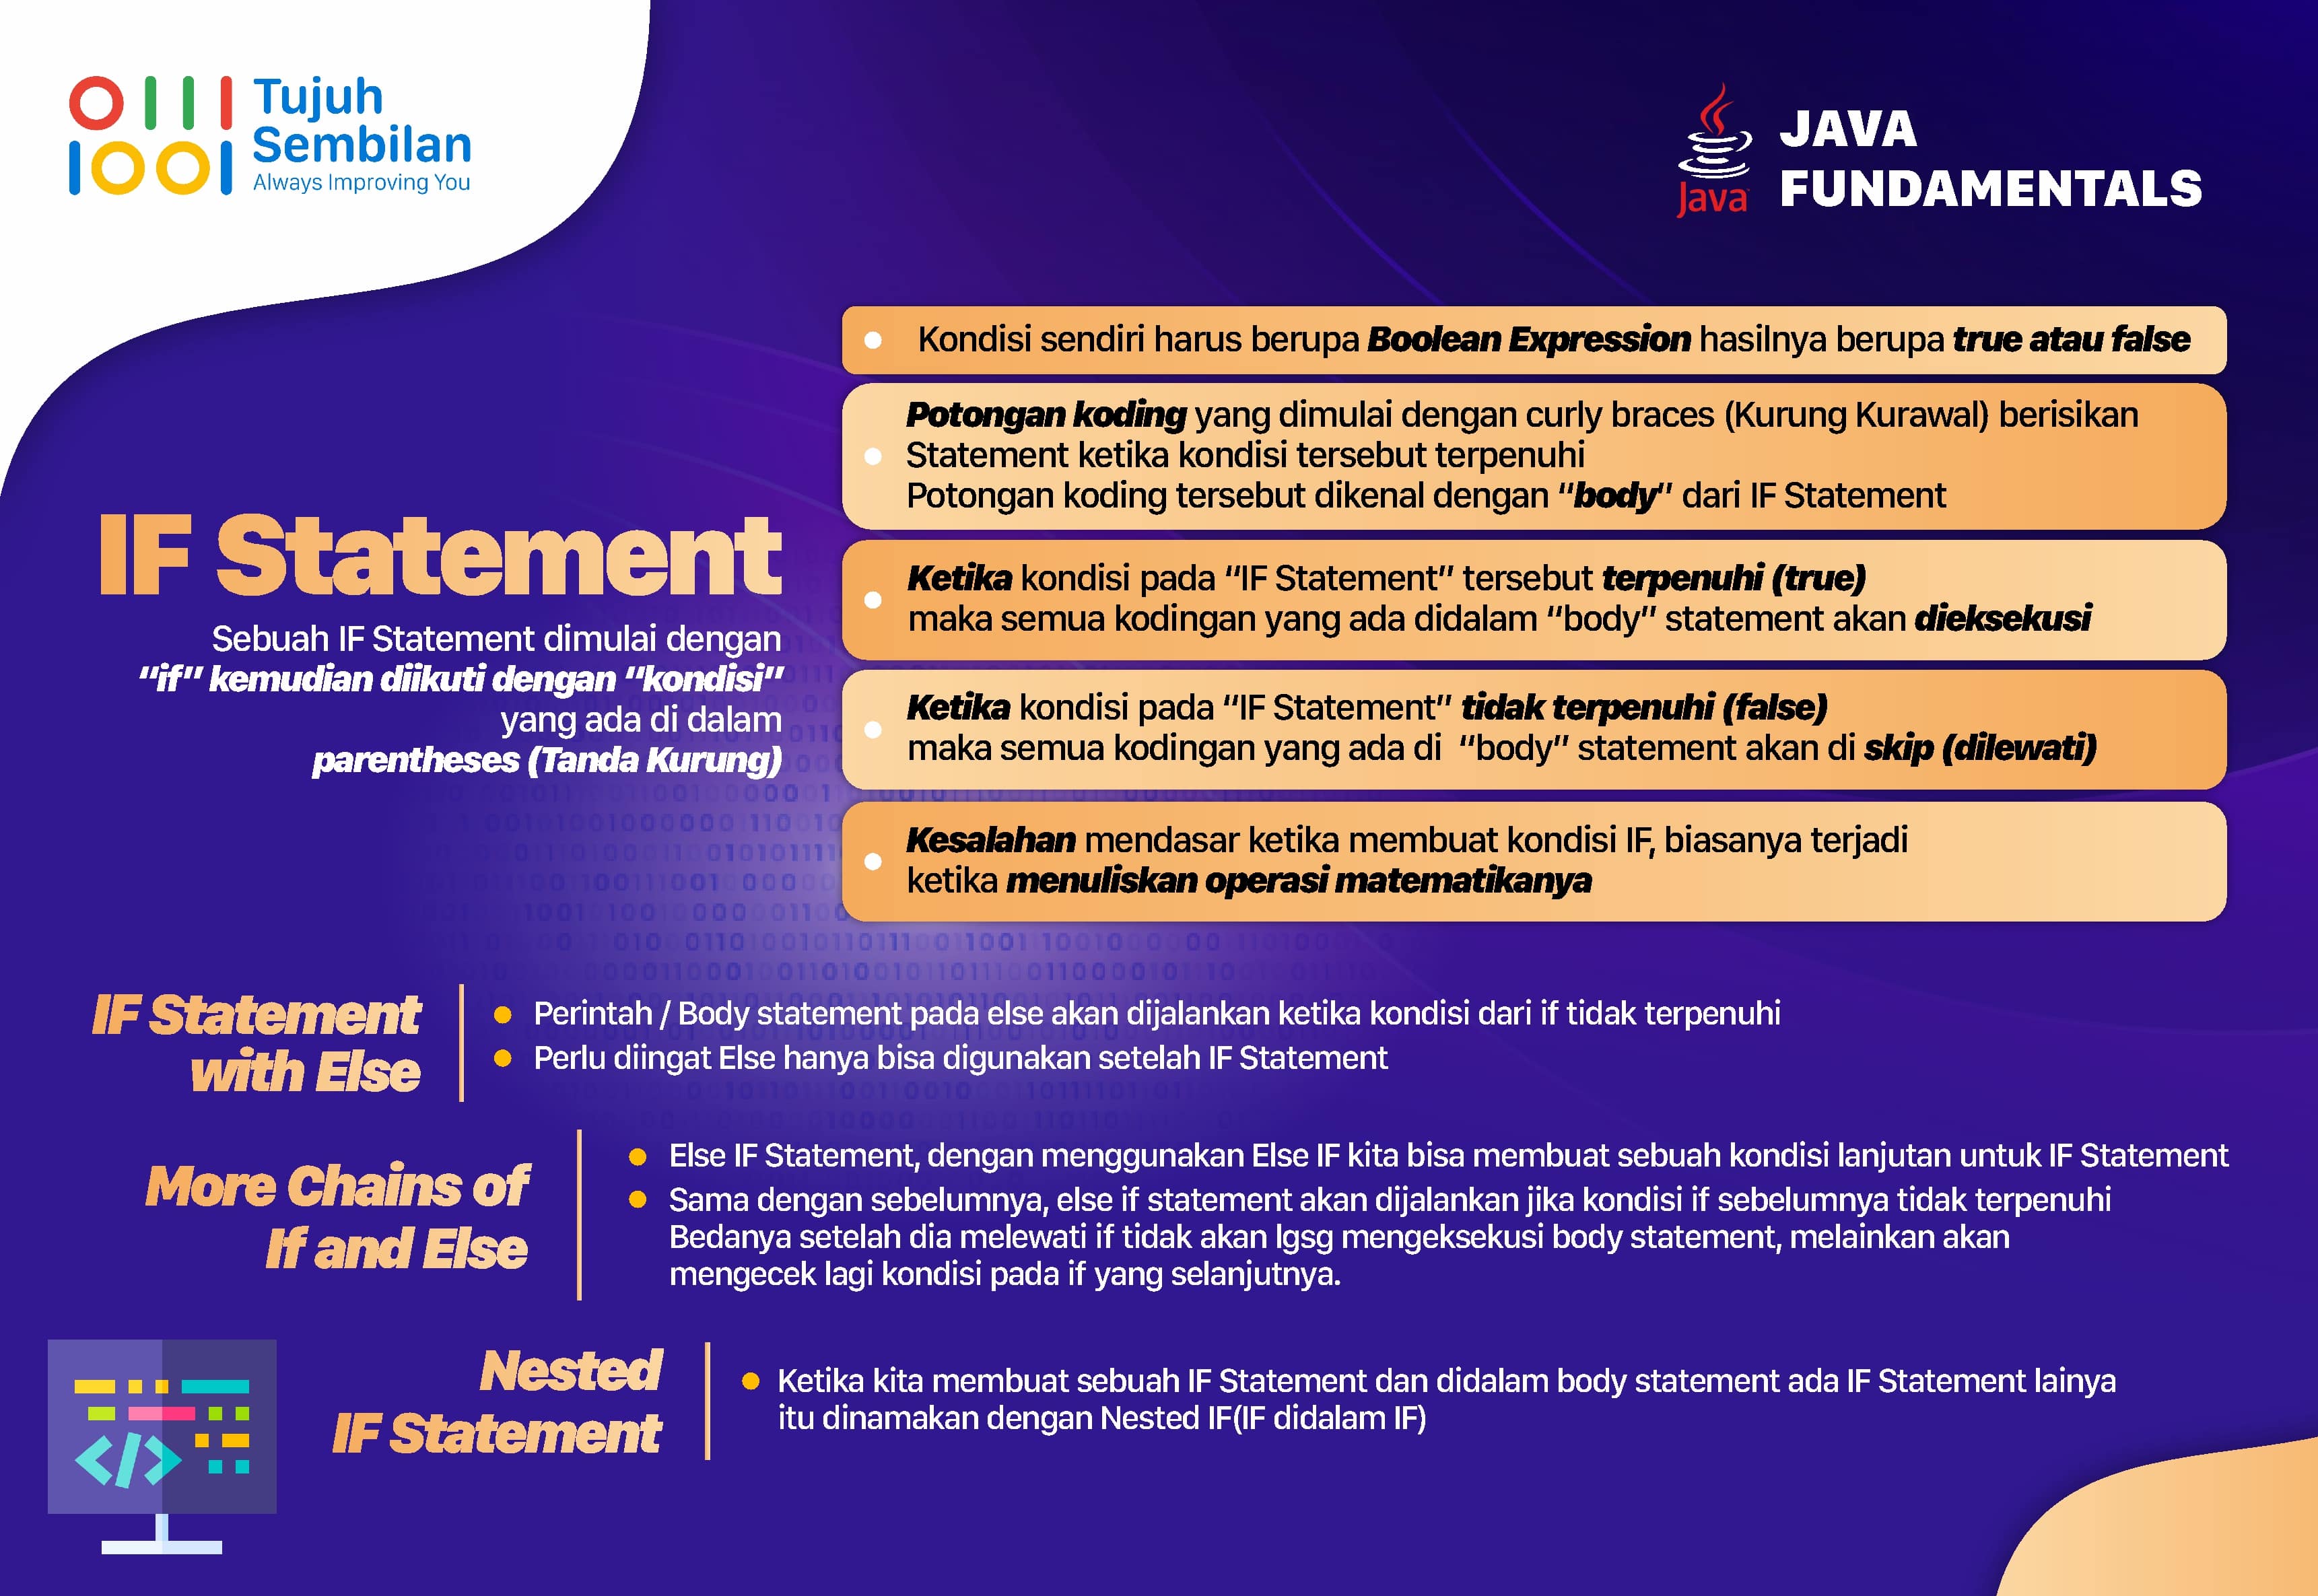 Tujuh
Sembilan
Always Improving You
Java
JAVA
FUNDAMENTALS
IF Statement
Sebuah IF Statement dimulai dengan
“if” kemudian diikuti dengan “kondisi”
yang ada di dalam
parentheses (Tanda Kurung)
Kondisi sendiri harus berupa Boolean Expression hasilnya berupa true atau false
Potongan koding yang dimulai dengan curly braces (Kurung Kurawal) berisikan
Statement ketika kondisi tersebut terpenuhi
Potongan koding tersebut dikenal dengan “body” dari IF Statement
Ketika kondisi pada “IF Statement” tersebut terpenuhi (true)
maka semua kodingan yang ada didalam “body” statement akan dieksekusi
Ketika kondisi pada “IF Statement” tidak terpenuhi (false)
maka semua kodingan yang ada di “body” statement akan di skip (dilewati)
Kesalahan mendasar ketika membuat kondisi IF, biasanya terjadi
ketika menuliskan operasi matematikanya
IF Statement
with Else
Perintah / Body statement pada else akan dijalankan ketika kondisi dari if tidak terpenuhi
Perlu diingat Else hanya bisa digunakan setelah IF Statement
More Chains of
If and Else
Else IF Statement, dengan menggunakan Else IF kita bisa membuat sebuah kondisi lanjutan untuk IF Statement
Sama dengan sebelumnya, else if statement akan dijalankan jika kondisi if sebelumnya tidak terpenuhi
Bedanya setelah dia melewati if tidak akan lgsg mengeksekusi body statement, melainkan akan
mengecek lagi kondisi pada if yang selanjutnya.
Nested
IF Statement
Ketika kita membuat sebuah IF Statement dan didalam body statement ada IF Statement lainya
itu dinamakan dengan Nested IF(IF didalam IF)